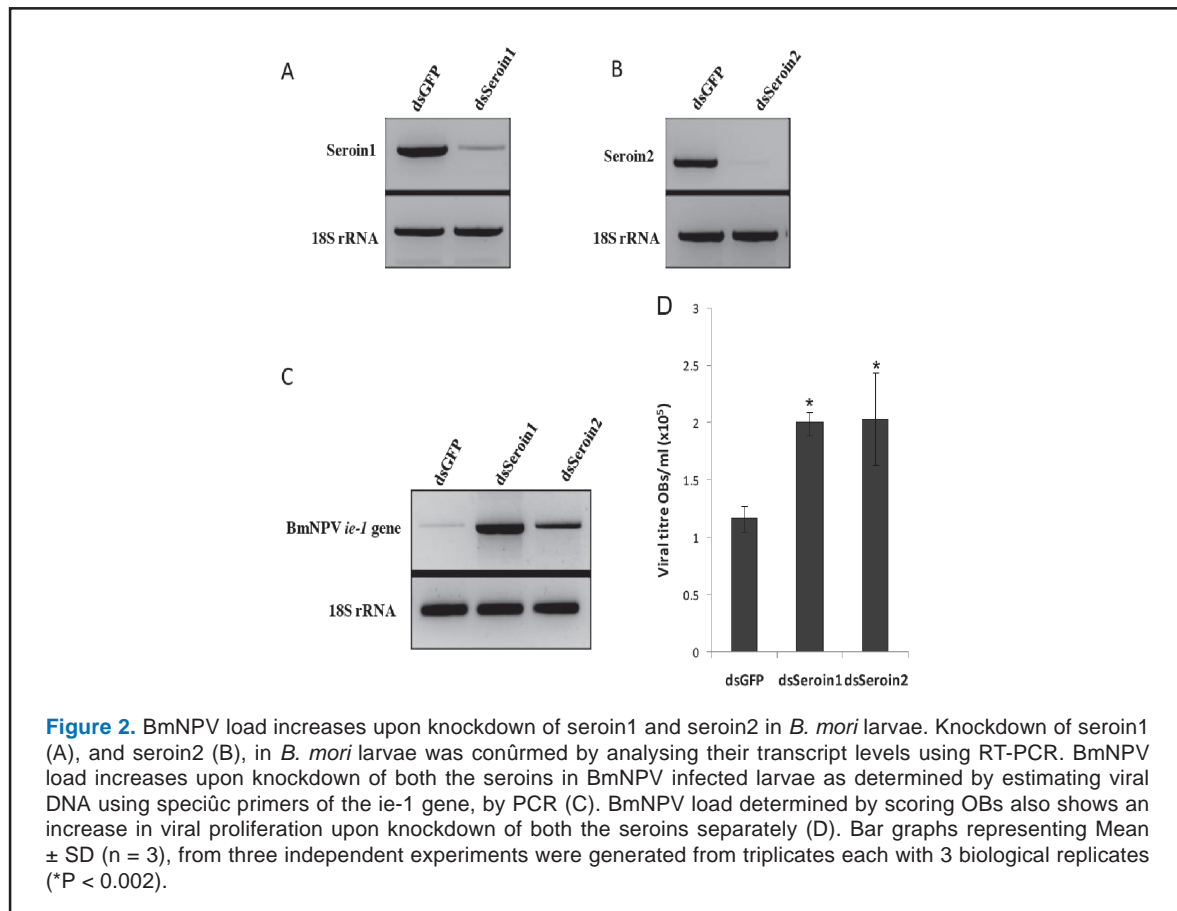 A
dsGFP
dsSeroin1
Seroin1
18S rRNA
B
dsGFP
dsSeroin2
Seroin2
18S rRNA
C
dsGFP
dsSeroin1
dsSeroin2
BmNPV ie-1 gene
18S rRNA
D
Viral titre OBs/ml (x10⁵)
3
2.5
2
1.5
1
0.5
0
*
*
dsGFP dsSeroin1 dsSeroin2
Figure 2. BmNPV load increases upon knockdown of seroin1 and seroin2 in B. mori larvae. Knockdown of seroin1
(A), and seroin2 (B), in B. mori larvae was conûrmed by analysing their transcript levels using RT-PCR. BmNPV
load increases upon knockdown of both the seroins in BmNPV infected larvae as determined by estimating viral
DNA using speciûc primers of the ie-1 gene, by PCR (C). BmNPV load determined by scoring OBs also shows an
increase in viral proliferation upon knockdown of both the seroins separately (D). Bar graphs representing Mean
± SD (n = 3), from three independent experiments were generated from triplicates each with 3 biological replicates
(*P < 0.002).